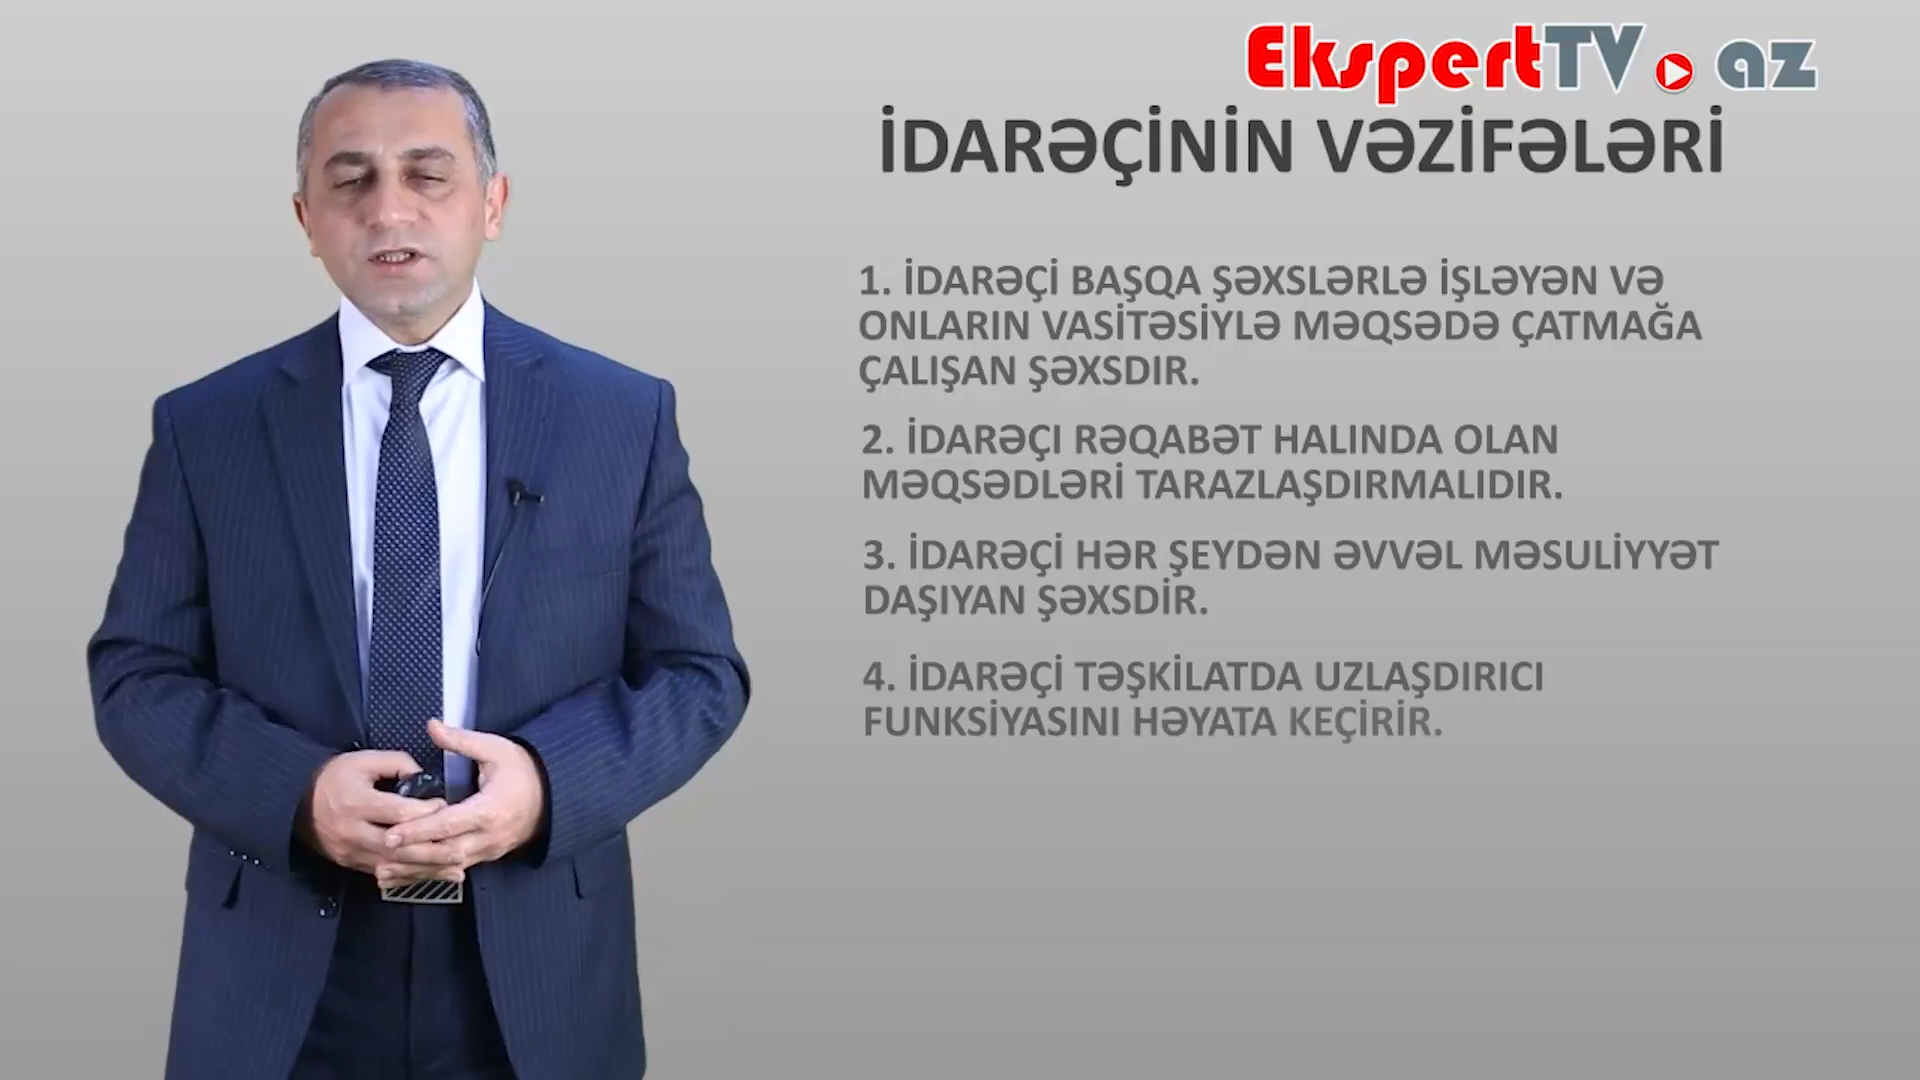 EkspertTV.az
İDARƏÇİNİN VƏZİFƏLƏRİ
1. İDARƏÇİ BAŞQA ŞƏXSLƏRLƏ İŞLƏYƏN VƏ
ONLARIN VASİTƏSİYLƏ MƏQSƏDƏ ÇATMAĞA
ÇALIŞAN ŞƏXSDIR.
2. İDARƏÇI RƏQABƏT HALINDA OLAN
MƏQSƏDLƏRİ TARAZLAŞDIRMALIDIR.
3. İDARƏÇİ HƏR ŞEYDƏN ƏVVƏL MƏSULİYYƏT
DAŞIYAN ŞƏXSDİR.
4. İDARƏÇİ TƏŞKİLATDA UZLAŞDIRICI
FUNKSİYASINI HƏYATA KEÇİRİR.